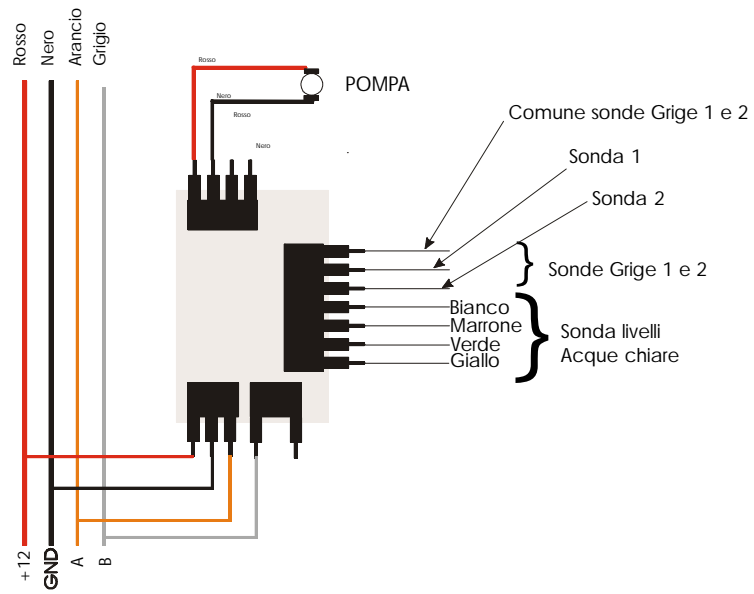 Rosso
Nero
Arancio
Grigio
Rosso
Nero
Rosso
Nero
POMPA
Comune sonde Grige 1 e 2
Sonda 1
Sonda 2
Sonde Grige 1 e 2
Bianco
Marrone
Verde
Giallo
Sonda livelli
Acque chiare
+12
GND
A
B